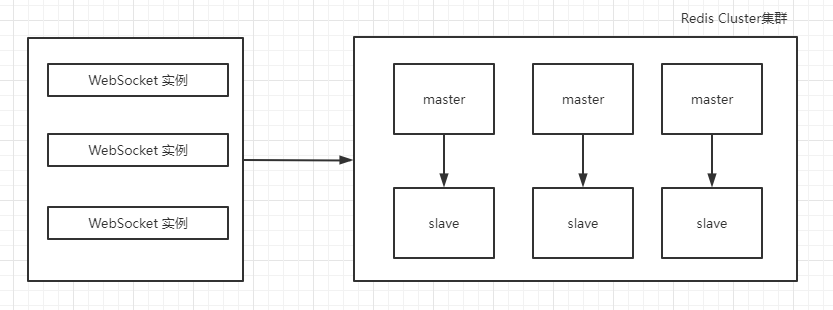 Redis Cluster集群
WebSocket 实例
WebSocket 实例
WebSocket 实例
master
master
master
slave
slave
slave